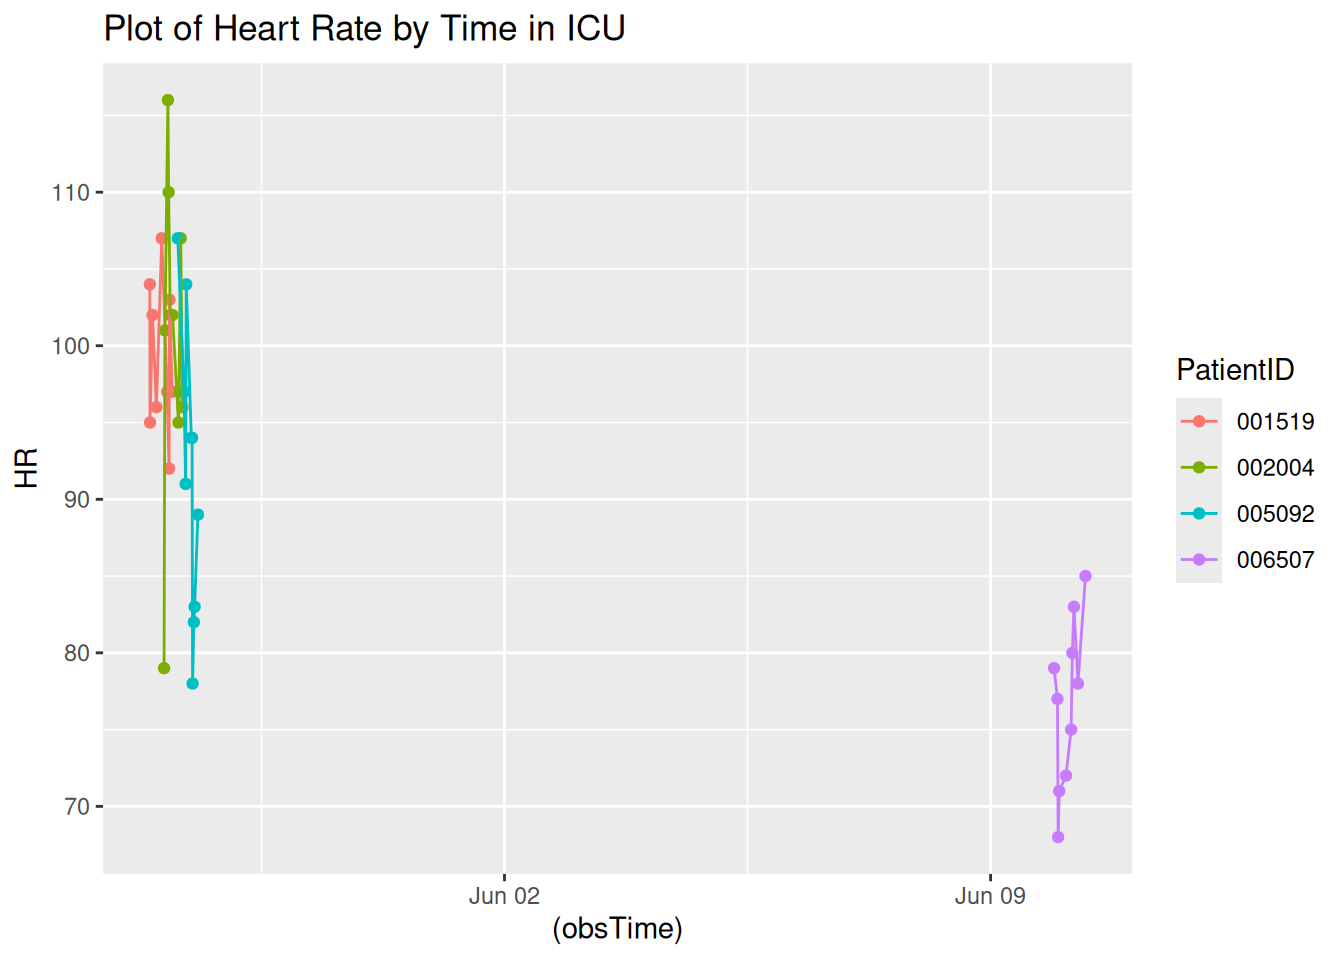 Plot of Heart Rate by Time in ICU
110
100
90
80
70
HR
Jun 02
Jun 09
(obsTime)
PatientID
001519
002004
005092
006507